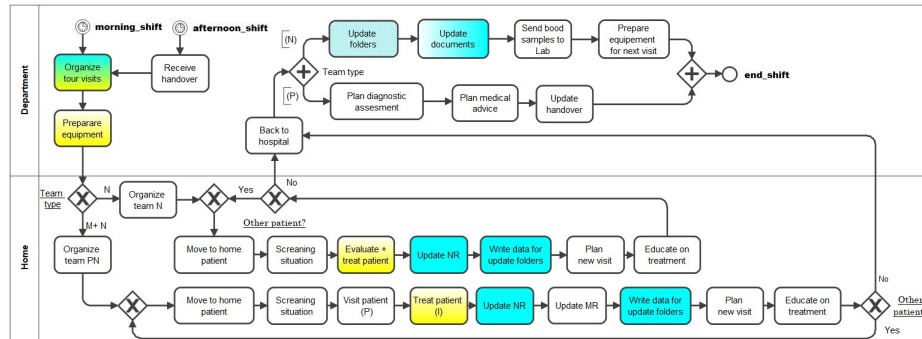 Department
morning_shift
afternoon_shift
Organize
tour visits
Receive
handover
Preparare
equipment
(N)
Update
folders
Update
documents
Send bood
samples to
Lab
Prepare
equipement
for next visit
Team type
end_shift
(P)
Plan diagnostic
assesment
Plan medical
advice
Update
handover
Back to
hospital
Home
Team
type
N
Organize
team N
Yes
No
Other patient?
M+ N
Organize
team PN
Move to home
patient
Screaning
situation
Evaluate +
treat patient
Update NR
Write data for
update folders
Plan
new visit
Educate on
treatment
Move to home
patient
Screaning
situation
Visit patient
(P)
Treat patient
(I)
Update NR
Update MR
Write data for
update folders
Plan
new visit
Educate on
treatment
No
Other
patient
Yes